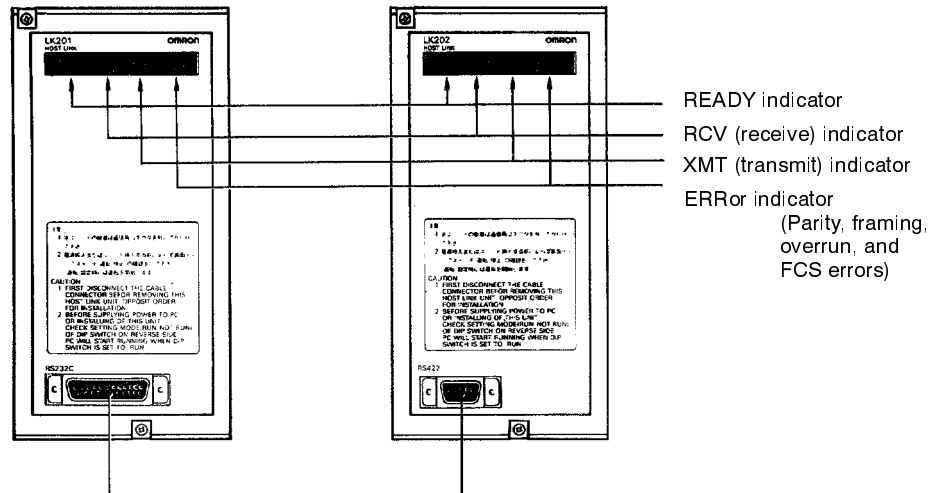 LK201 OMRON
HOST LINK
CAUTION
1 FIRST DISCONNECT THE CABLE
CONNECTOR BEFOR REMOVING THIS
HOST LINK UNIT OPPOSIT ORDER
FOR INSTALLATION
2 BEFORE SUPPLYING POWER TO PC
OR INSTALLING OF THIS UNIT
CHECK SETTING MODE(RUN NOT RUN)
OF DIP SWITCH ON REVERSE SIDE
PC WILL START RUNNING WHEN DIP
SWITCH IS SET TO RUN
RS232C
C C
LK202 OMRON
HOST LINK
CAUTION
1 FIRST DISCONNECT THE CABLE
CONNECTOR BEFOR REMOVING THIS
HOST LINK UNIT OPPOSIT ORDER
FOR INSTALLATION
2 BEFORE SUPPLYING POWER TO PC
OR INSTALLING OF THIS UNIT
CHECK SETTING MODE(RUN NOT RUN)
OF DIP SWITCH ON REVERSE SIDE
PC WILL START RUNNING WHEN DIP
SWITCH IS SET TO RUN
RS422
C C
READY indicator
RCV (receive) indicator
XMT (transmit) indicator
ERRor indicator
(Parity, framing,
overrun, and
FCS errors)